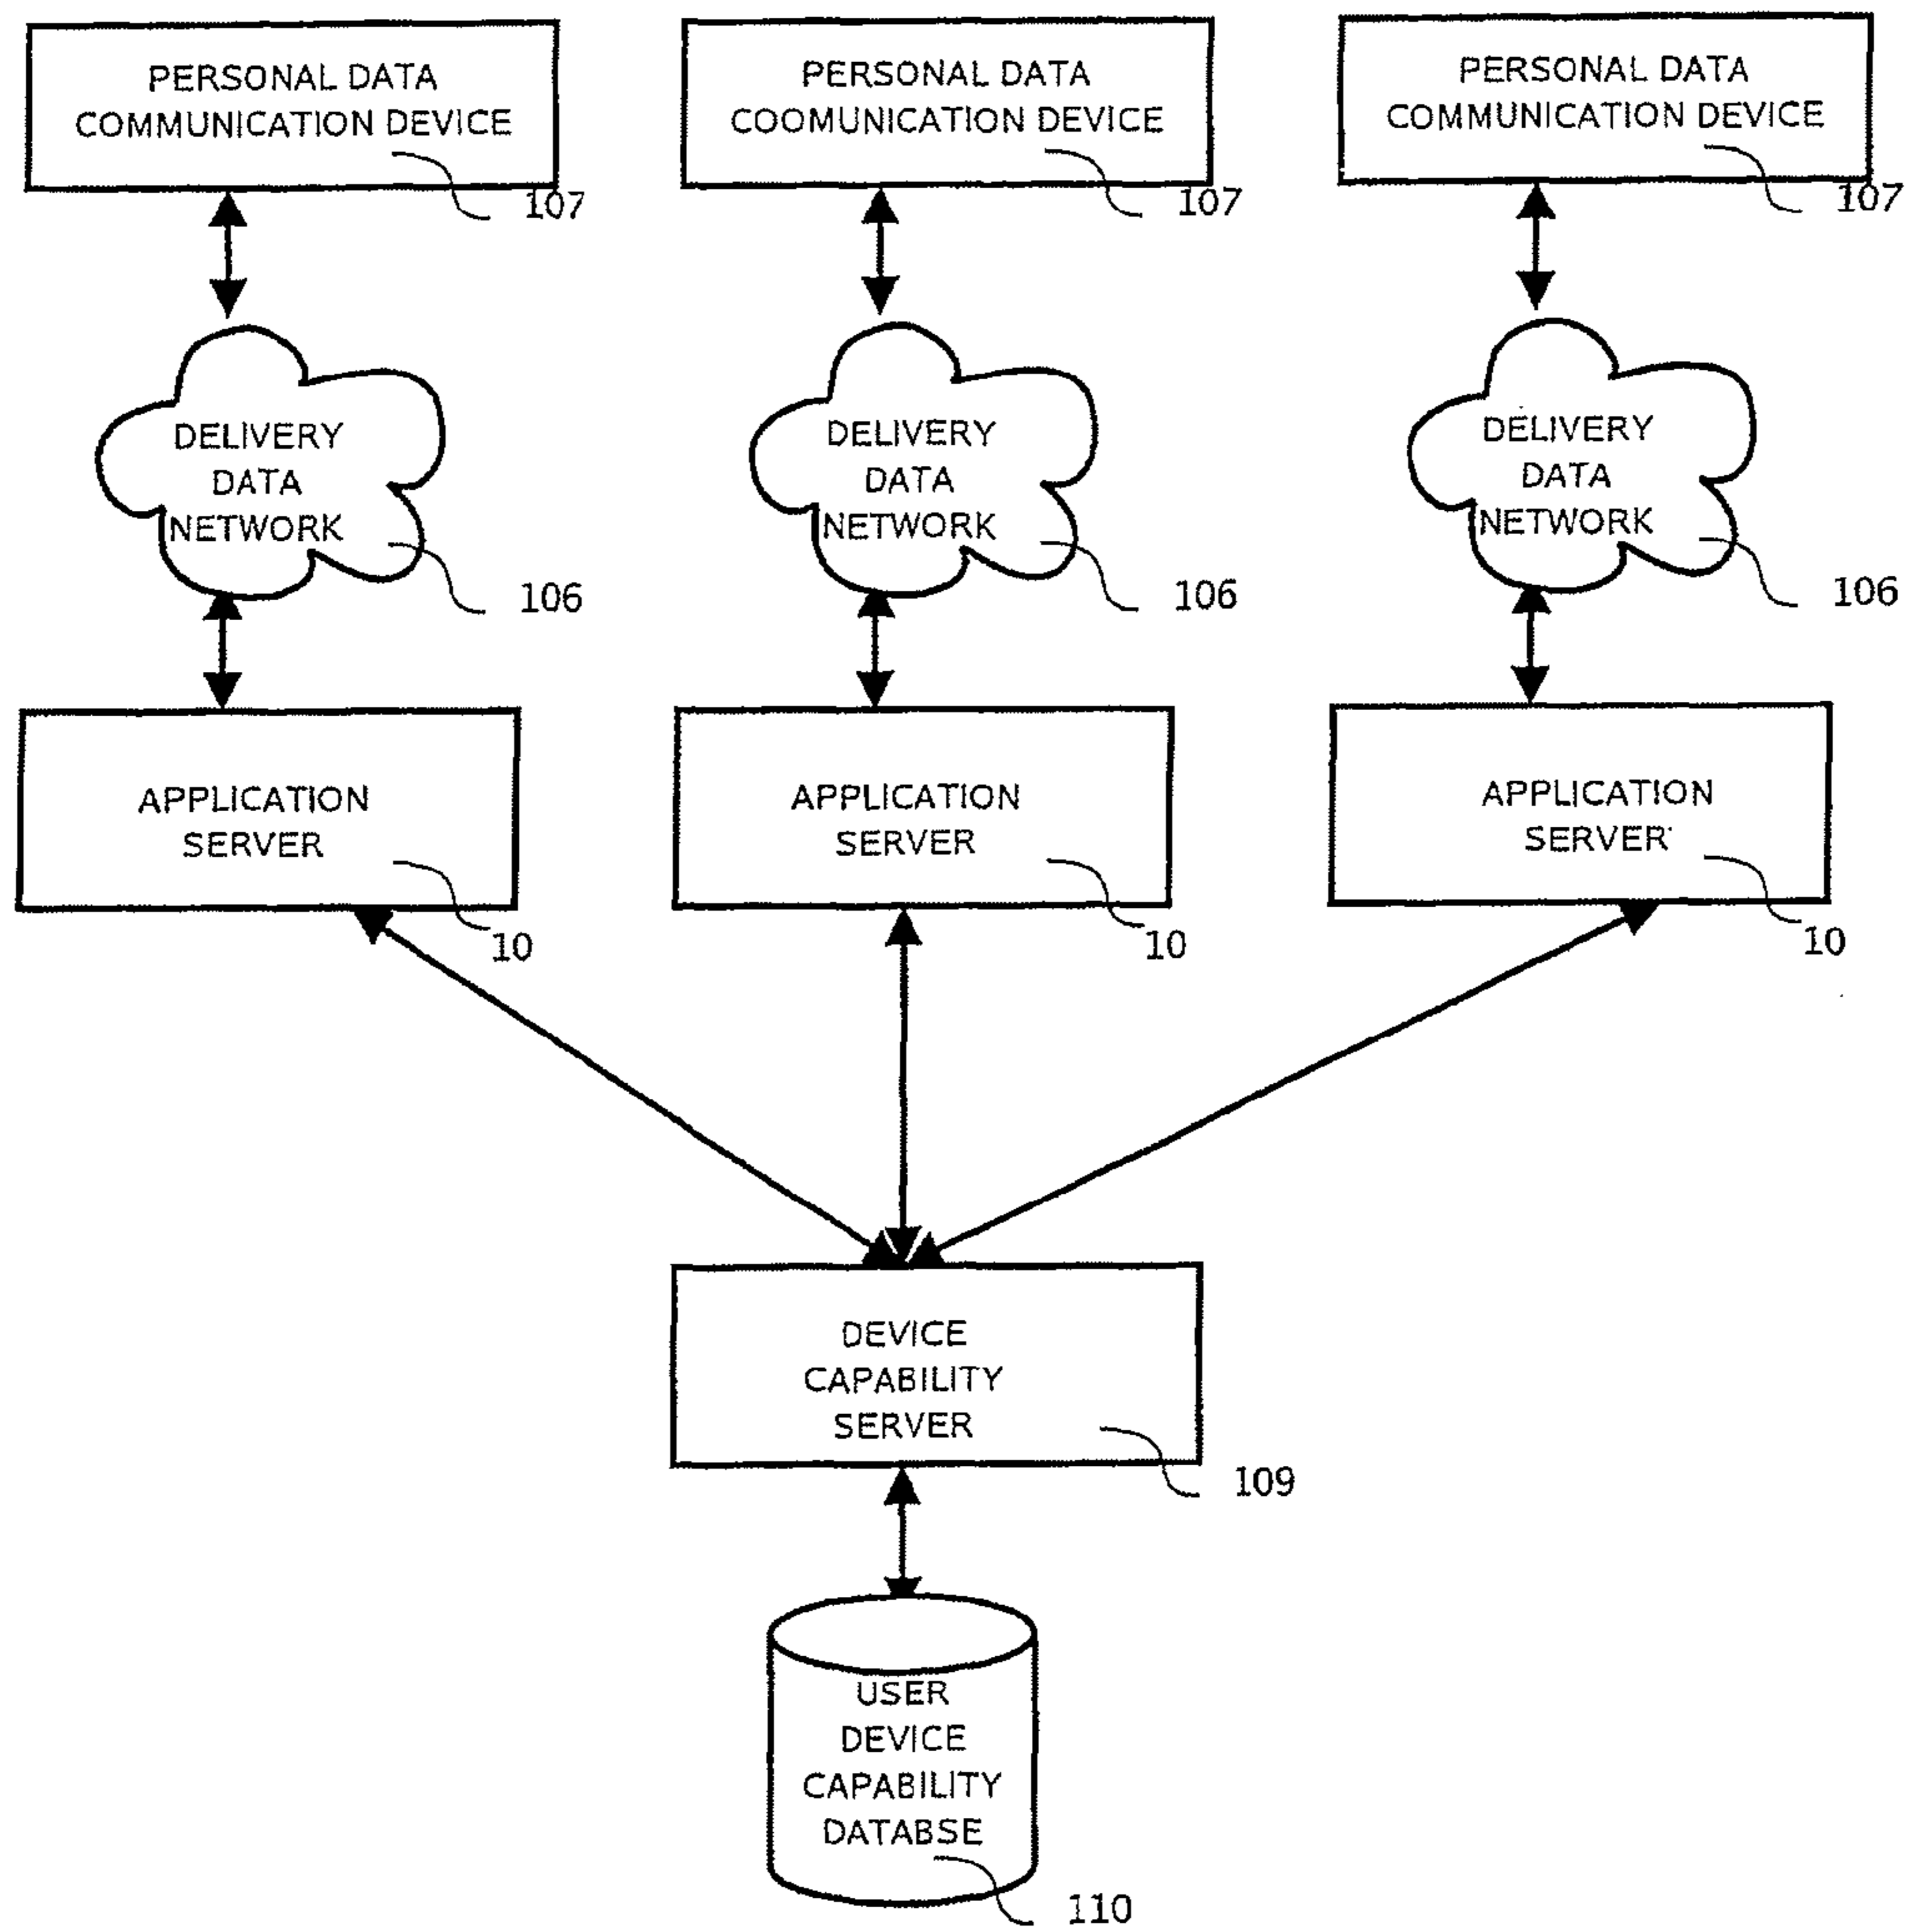 PERSONAL DATA
COMMUNICATION DEVICE
107
PERSONAL DATA
COOMUNICATION DEVICE
107
PERSONAL DATA
COMMUNICATION DEVICE
107
DELIVERY
DATA
NETWORK
106
DELIVERY
DATA
NETWORK
106
DELIVERY
DATA
NETWORK
106
APPLICATION
SERVER
10
APPLICATION
SERVER
10
APPLICATION
SERVER
10
DEVICE
CAPABILITY
SERVER
109
USER
DEVICE
CAPABILITY
DATABSE
110